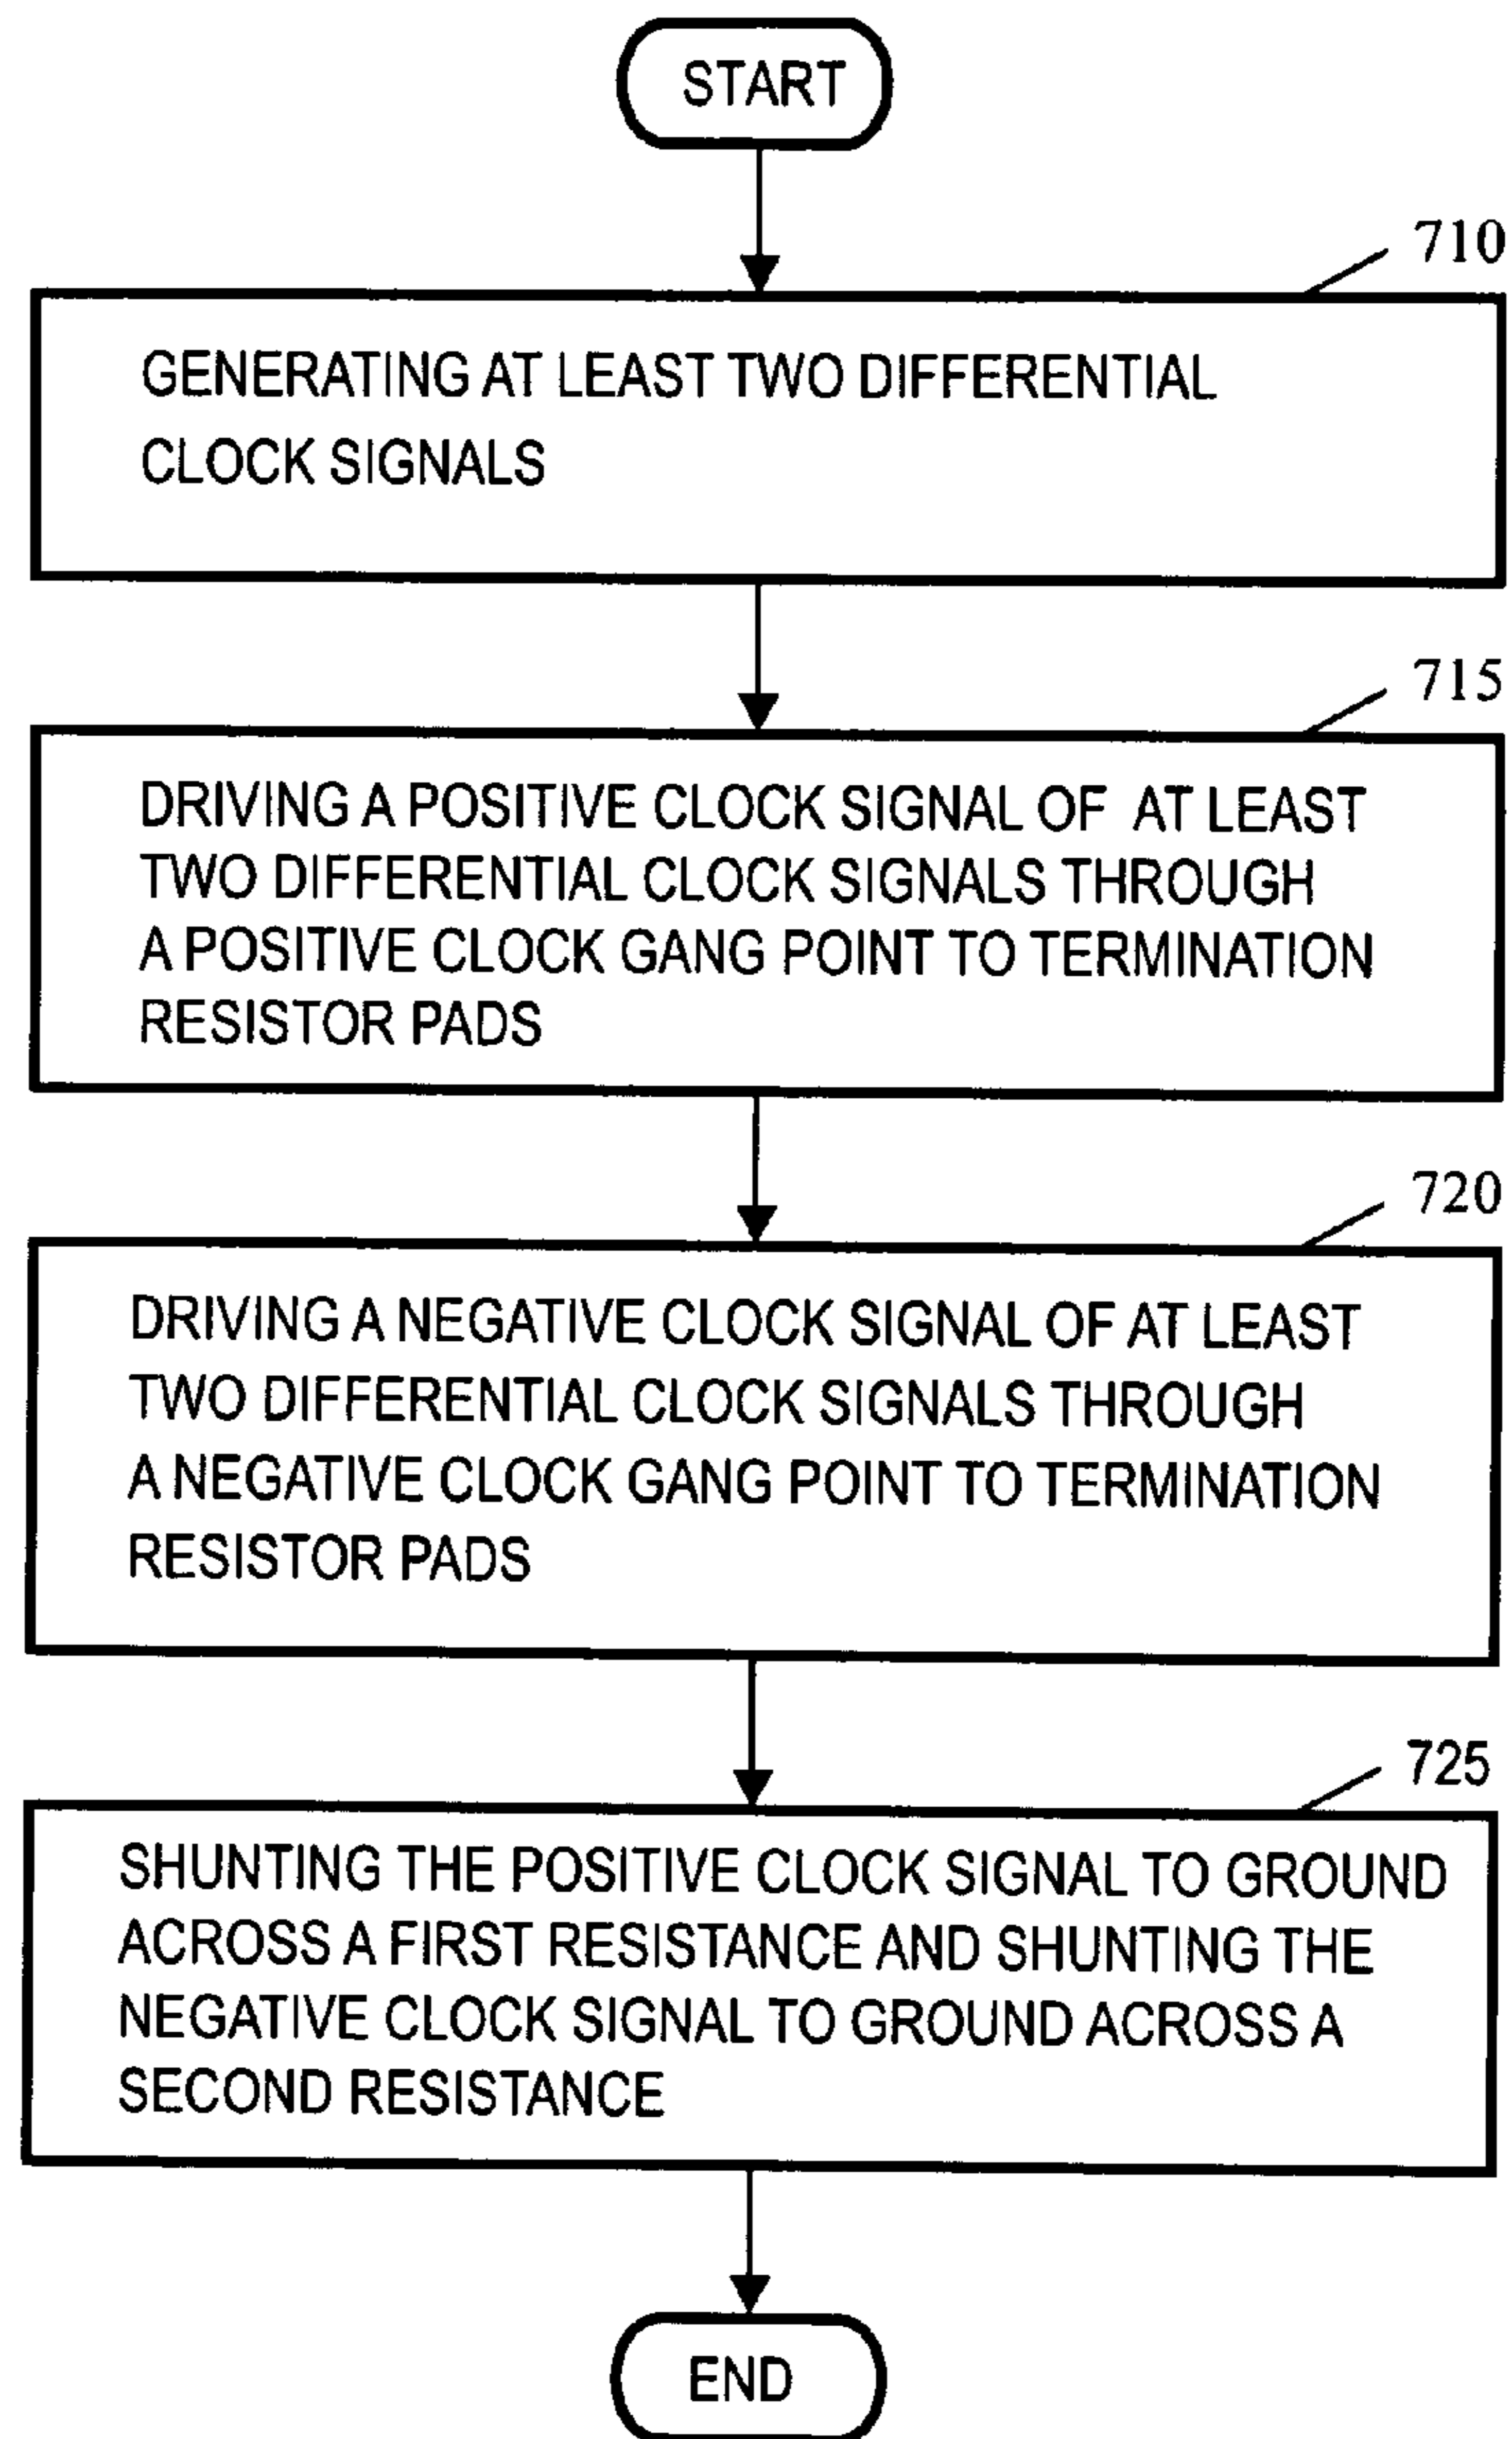 START
710
GENERATING AT LEAST TWO DIFFERENTIAL
CLOCK SIGNALS
715
DRIVING A POSITIVE CLOCK SIGNAL OF AT LEAST
TWO DIFFERENTIAL CLOCK SIGNALS THROUGH
A POSITIVE CLOCK GANG POINT TO TERMINATION
RESISTOR PADS
720
DRIVING A NEGATIVE CLOCK SIGNAL OF AT LEAST
TWO DIFFERENTIAL CLOCK SIGNALS THROUGH
A NEGATIVE CLOCK GANG POINT TO TERMINATION
RESISTOR PADS
725
SHUNTING THE POSITIVE CLOCK SIGNAL TO GROUND
ACROSS A FIRST RESISTANCE AND SHUNTING THE
NEGATIVE CLOCK SIGNAL TO GROUND ACROSS A
SECOND RESISTANCE
END